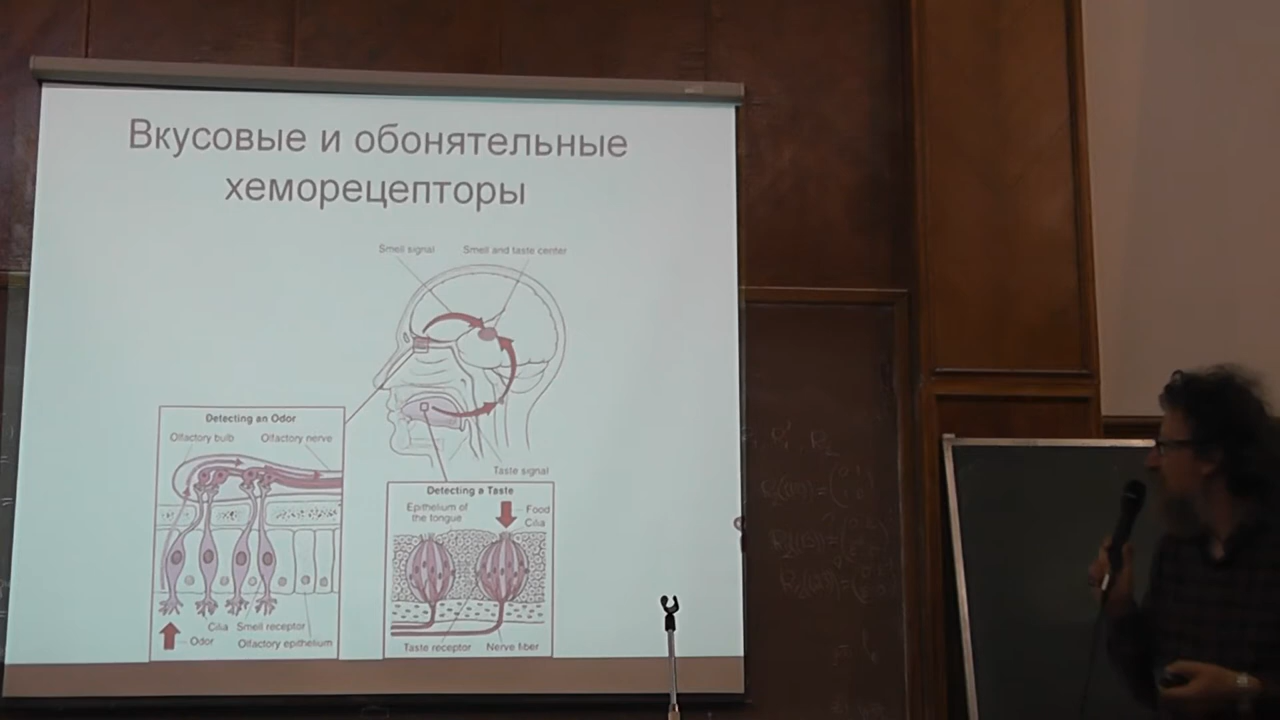 Вкусовые и обонятельные
хеморецепторы
Smell signal
Smell and taste center
Detecting an Odor
Olfactory bulb
Olfactory nerve
Cilia
Smell receptor
Odor
Olfactory epithelium
Taste signal
Detecting a Taste
Epithelium of
the tongue
Food
Cilia
Taste receptor
Nerve fiber